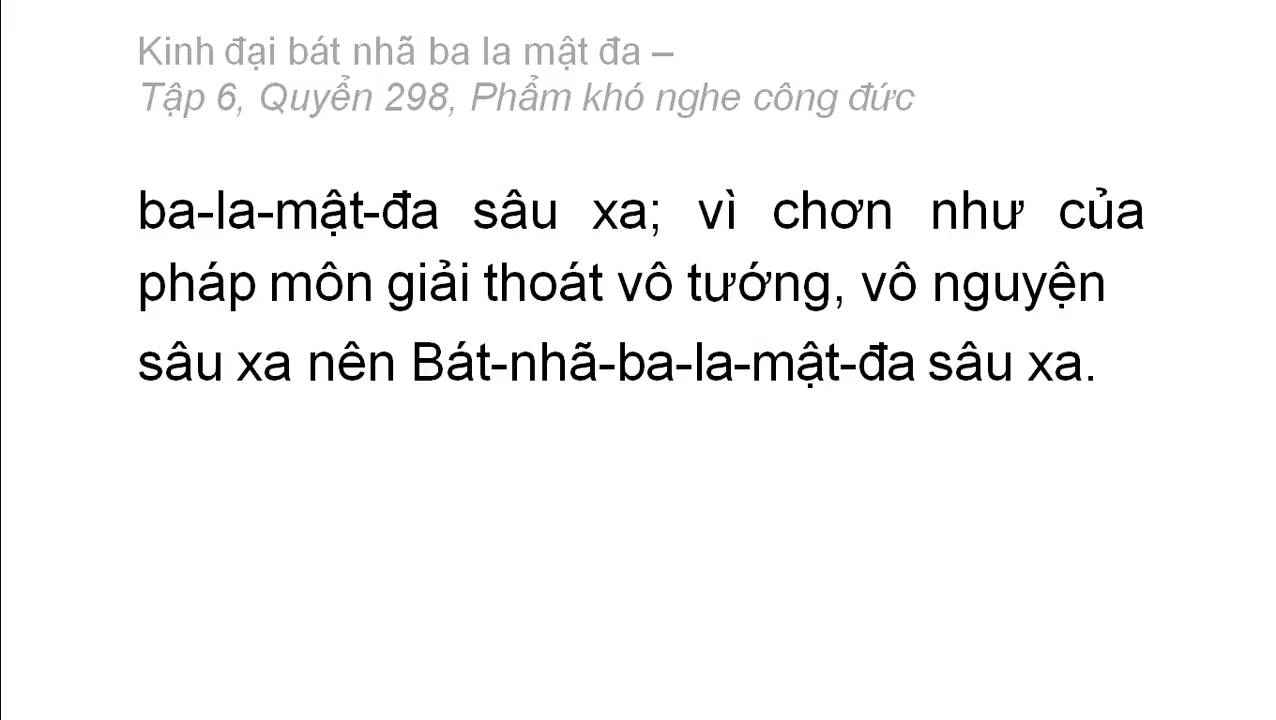 Kinh đại bát nhã ba la mật đa –
Tập 6, Quyển 298, Phẩm khó nghe công đức
ba-la-mật-đa sâu xa; vì chơn như của
pháp môn giải thoát vô tướng, vô nguyện
sâu xa nên Bát-nhã-ba-la-mật-đa sâu xa.